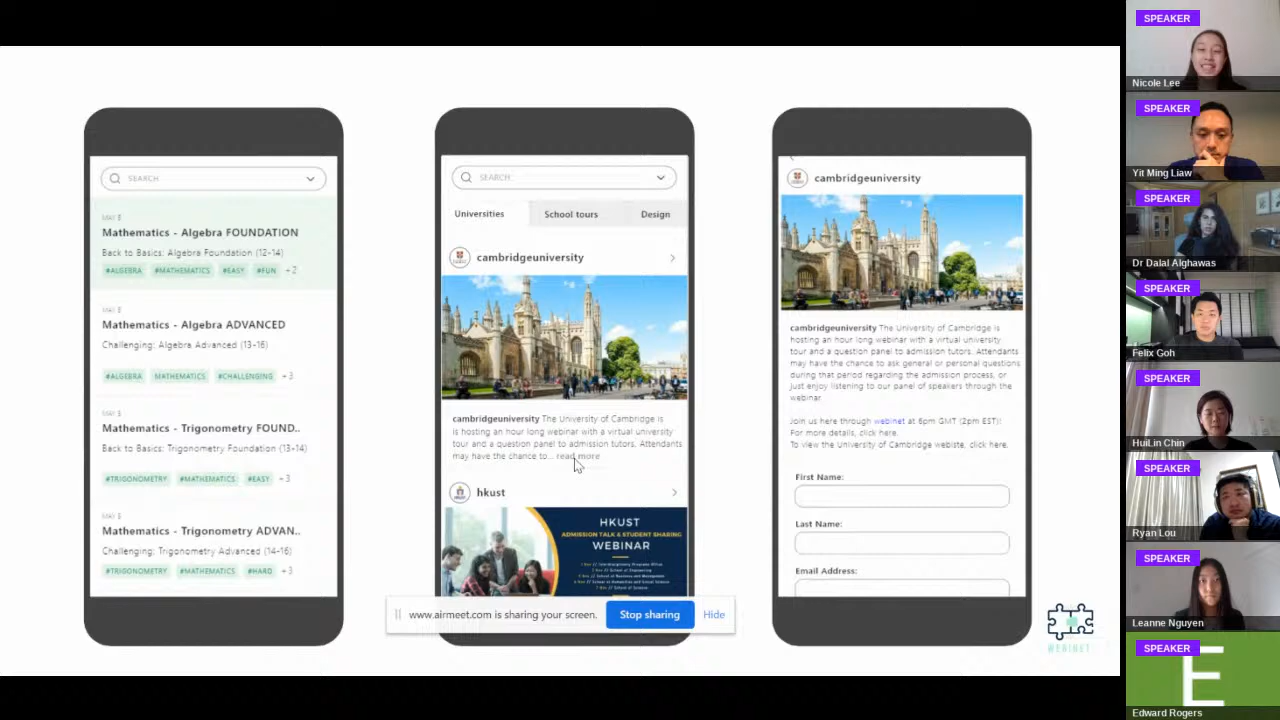 SEARCH
MAY 8
Mathematics - Algebra FOUNDATION
Back to Basics: Algebra Foundation (12-14)
#ALGEBRA #MATHEMATICS #EASY #FUN + 2
Mathematics - Algebra ADVANCED
Challenging: Algebra Advanced (13-16)
#ALGEBRA MATHEMATICS #CHALLENGING + 3
Mathematics - Trigonometry FOUND..
Back to Basics: Trigonometry Foundation (13-14)
#TRIGONOMETRY #MATHEMATICS #EASY + 3
Mathematics - Trigonometry ADVAN..
Challenging: Trigonometry Advanced (14-16)
#TRIGONOMETRY #MATHEMATICS #HARD + 3
SEARCH
Universities School tours Design
cambridgeuniversity
cambridgeuniversity The University of Cambridge is
is hosting an hour long webinar with a virtual university
tour and a question panel to admission tutors. Attendants
may have the chance to... read more
hkust
HKUST
ADMISSION TALK & STUDENT SHARING
WEBINAR
cambridgeuniversity
cambridgeuniversity The University of Cambridge is
hosting an hour long webinar with a virtual university
tour and a question panel to admission tutors. Attendants
may have the chance to ask general or personal questions
during that period regarding the admission process, or
just enjoy listening to our panel of speakers through the
webinar
Join us here through webinet at 6pm GMT (2pm EST):
For more details, click here.
To view the University of Cambridge webiste, click here.
First Name:
Last Name:
Email Address:
www.airmeet.com is sharing your screen. Stop sharing Hide
WEBINET
SPEAKER
Nicole Lee
SPEAKER
Yit Ming Liaw
SPEAKER
Dr Dalal Alghawas
SPEAKER
Felix Goh
SPEAKER
HuiLin Chin
SPEAKER
Ryan Lou
SPEAKER
Leanne Nguyen
SPEAKER
E
Edward Rogers